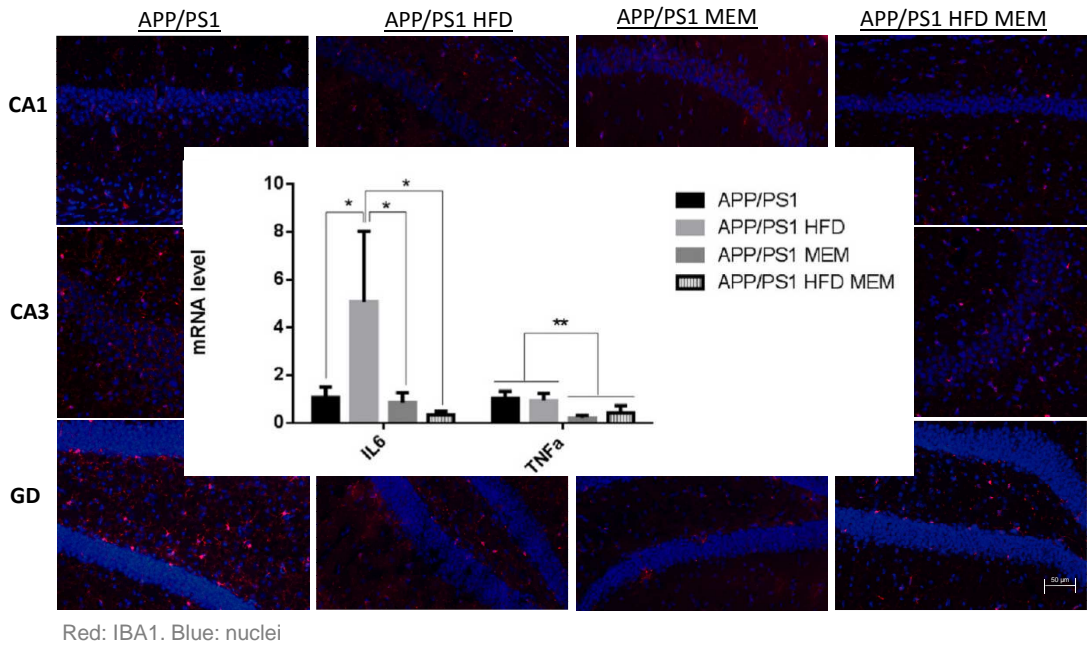 APP/PS1 APP/PS1 HFD APP/PS1 MEM APP/PS1 HFD MEM
CA1
CA3
GD
mRNA level
10
8
6
4
2
0
* * *
**
IL6 TNFa
APP/PS1
APP/PS1 HFD
APP/PS1 MEM
APP/PS1 HFD MEM
50 µm
Red: IBA1. Blue: nuclei